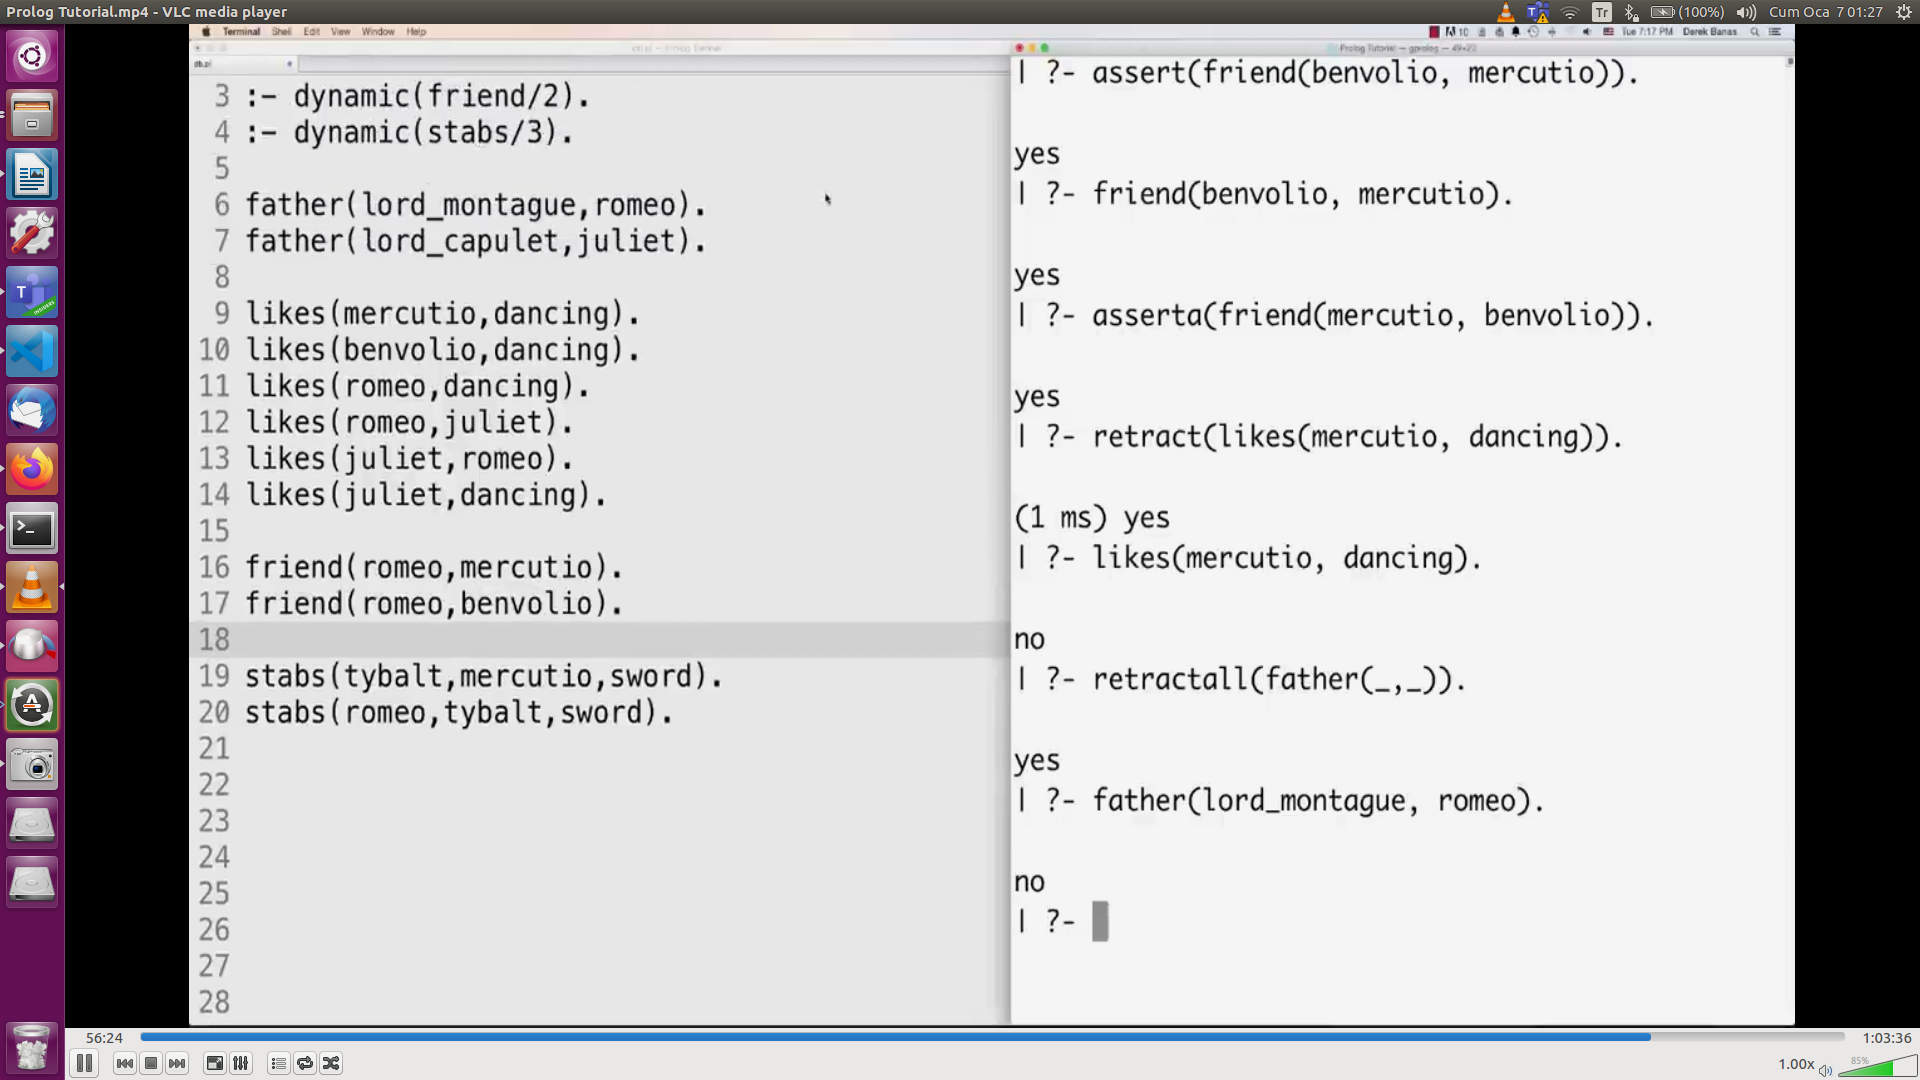 Prolog Tutorial.mp4 - VLC media player
Tr
(100%)
Cum Oca 7 01:27
Terminal Shell Edit View Window Help
10
Tue 7:17 PM Derek Banas
Prolog Tutorial — gprolog — 49×23
db.pl
3 :- dynamic(friend/2).
4 :- dynamic(stabs/3).
5
6 father(lord_montague,romeo).
7 father(lord_capulet,juliet).
8
9 likes(mercutio,dancing).
10 likes(benvolio,dancing).
11 likes(romeo,dancing).
12 likes(romeo,juliet).
13 likes(juliet,romeo).
14 likes(juliet,dancing).
15
16 friend(romeo,mercutio).
17 friend(romeo,benvolio).
18
19 stabs(tybalt,mercutio,sword).
20 stabs(romeo,tybalt,sword).
21
22
23
24
25
26
27
28
| ?- assert(friend(benvolio, mercutio)).
yes
| ?- friend(benvolio, mercutio).
yes
| ?- asserta(friend(mercutio, benvolio)).
yes
| ?- retract(likes(mercutio, dancing)).
(1 ms) yes
| ?- likes(mercutio, dancing).
no
| ?- retractall(father(_,_)).
yes
| ?- father(lord_montague, romeo).
no
| ?-
56:24
1:03:36
1.00x
85%